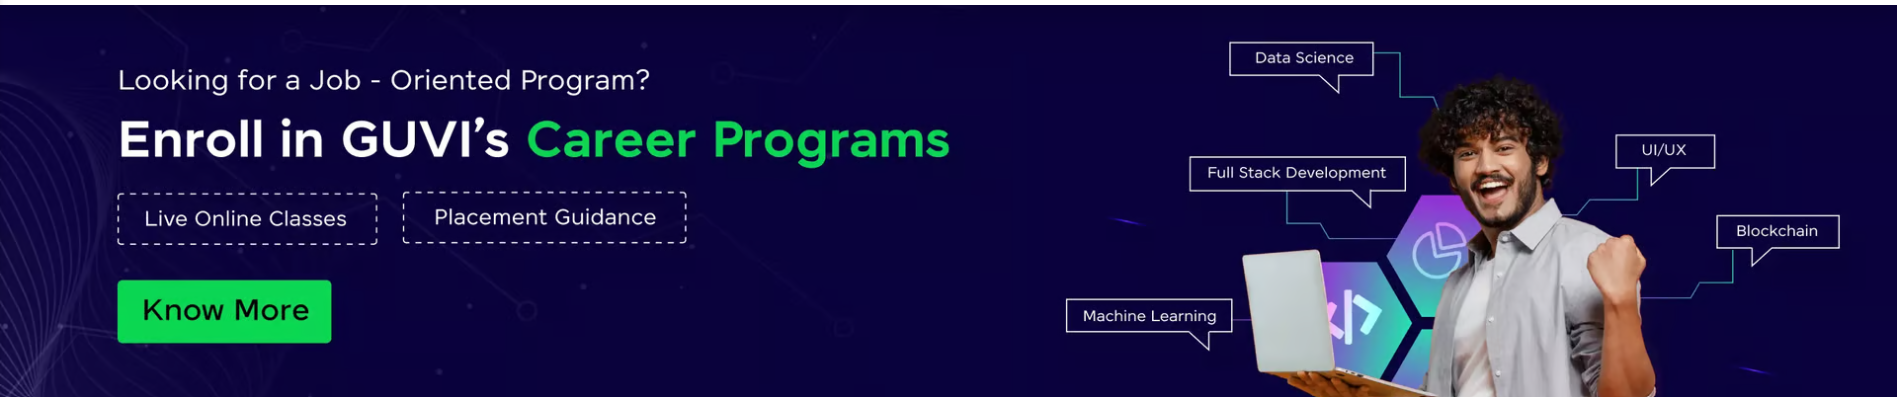 Looking for a Job - Oriented Program?
Enroll in GUVI's Career Programs
Live Online Classes
Placement Guidance
Know More
Data Science
UI/UX
Full Stack Development
Blockchain
Machine Learning